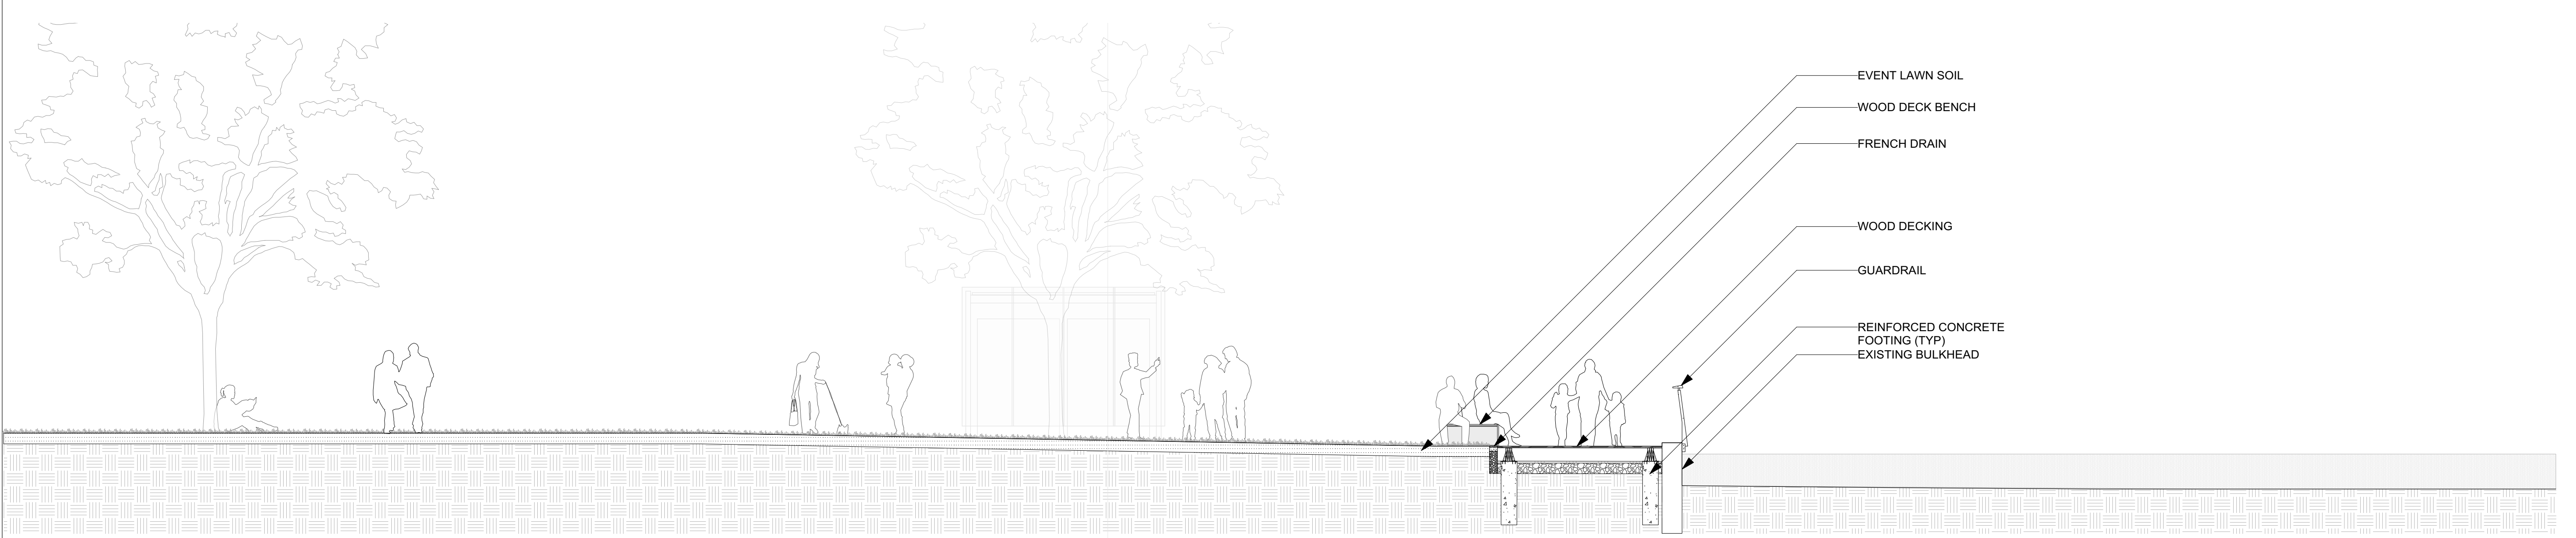 EVENT LAWN SOIL
WOOD DECK BENCH
FRENCH DRAIN
WOOD DECKING
GUARDRAIL
REINFORCED CONCRETE
FOOTING (TYP)
EXISTING BULKHEAD